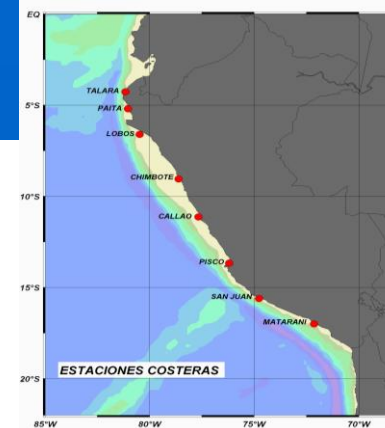 EQ
TALARA
5°S
PAITA
LOBOS
CHIMBOTE
10°S
CALLAO
PISCO
15°S
SAN JUAN
MATARANI
ESTACIONES COSTERAS
20°S
85°W 80°W 75°W 70°W